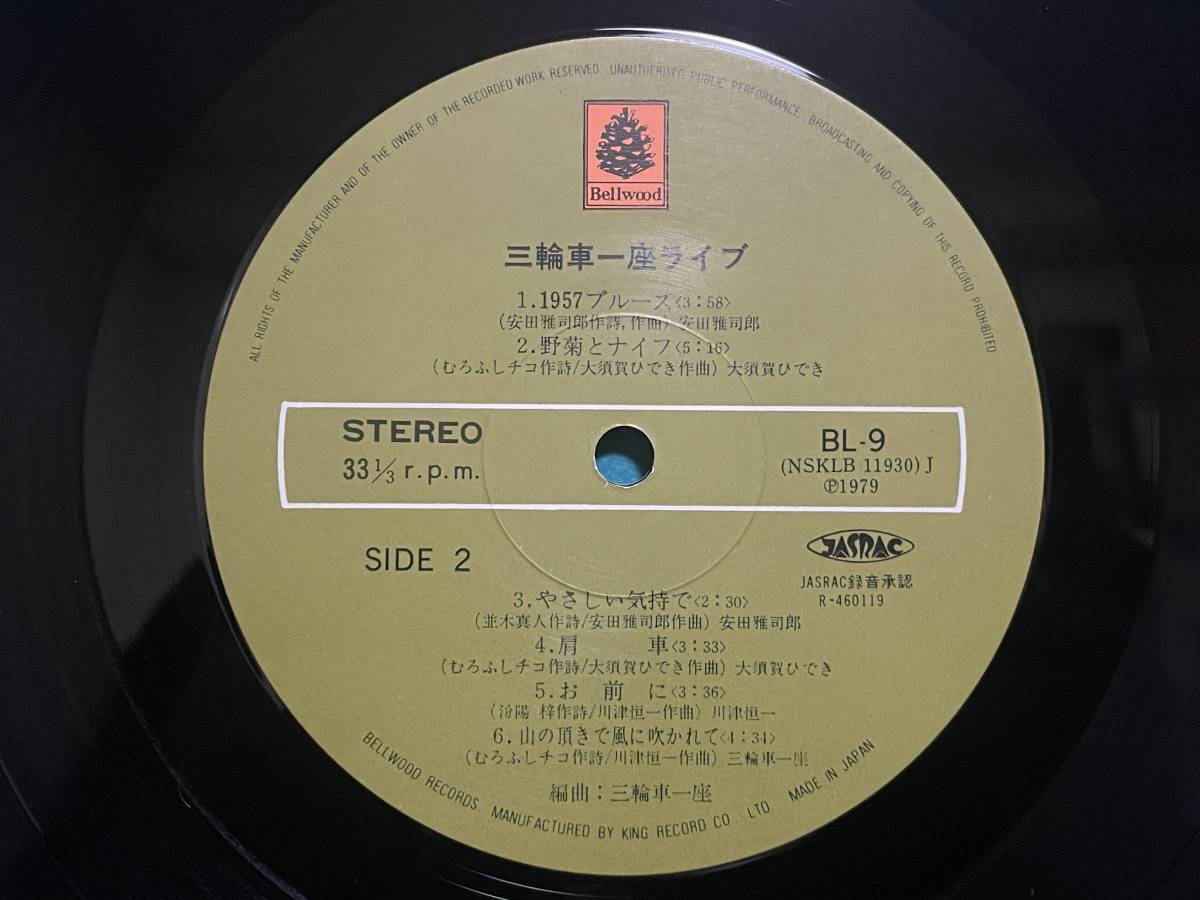 ALL RIGHTS OF THE MANUFACTURER AND OF THE OWNER OF THE RECORDED WORK RESERVED. UNAUTHORISED PUBLIC PERFORMANCE, BROADCASTING AND COPYING OF THIS RECORD PROHIBITED
Bellwood
三輪車一座ライブ
1.1957ブルース〈3:58〉
(安田雅司郎作詩,作曲) 安田雅司郎
2.野菊とナイフ〈5:16〉
(むろふしチコ作詩/大須賀ひでき作曲) 大須賀ひでき
STEREO
33 1/3 r.p.m.
BL-9
(NSKLB 11930) J
Ⓟ1979
SIDE 2
JASRAC
JASRAC録音承認
R-460119
3.やさしい気持で〈2:30〉
(並木真人作詩/安田雅司郎作曲) 安田雅司郎
4.肩 車〈3:33〉
(むろふしチコ作詩/大須賀ひでき作曲) 大須賀ひでき
5.お前に〈3:36〉
(汾陽 梓作詩/川津恒一作曲) 川津恒一
6.山の頂きで風に吹かれて〈4:34〉
(むろふしチコ作詩/川津恒一作曲) 三輪車一座
編曲:三輪車一座
BELLWOOD RECORDS. MANUFACTURED BY KING RECORD CO., LTD. MADE IN JAPAN